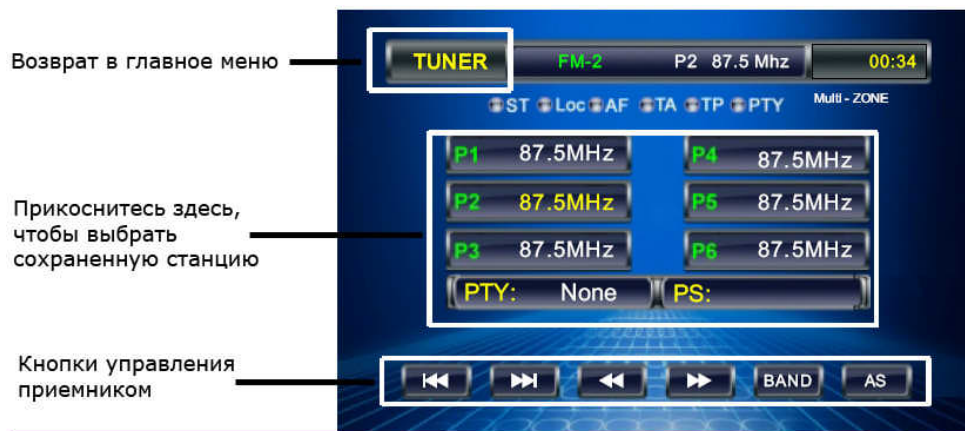 Возврат в главное меню
TUNER FM-2 P2 87.5 Mhz 00:34
ST Loc AF TA TP PTY Multi - ZONE
P1 87.5MHz P4 87.5MHz
Прикоснитесь здесь,
чтобы выбрать
сохраненную станцию
P2 87.5MHz P5 87.5MHz
P3 87.5MHz P6 87.5MHz
PTY: None PS:
Кнопки управления
приемником
BAND AS